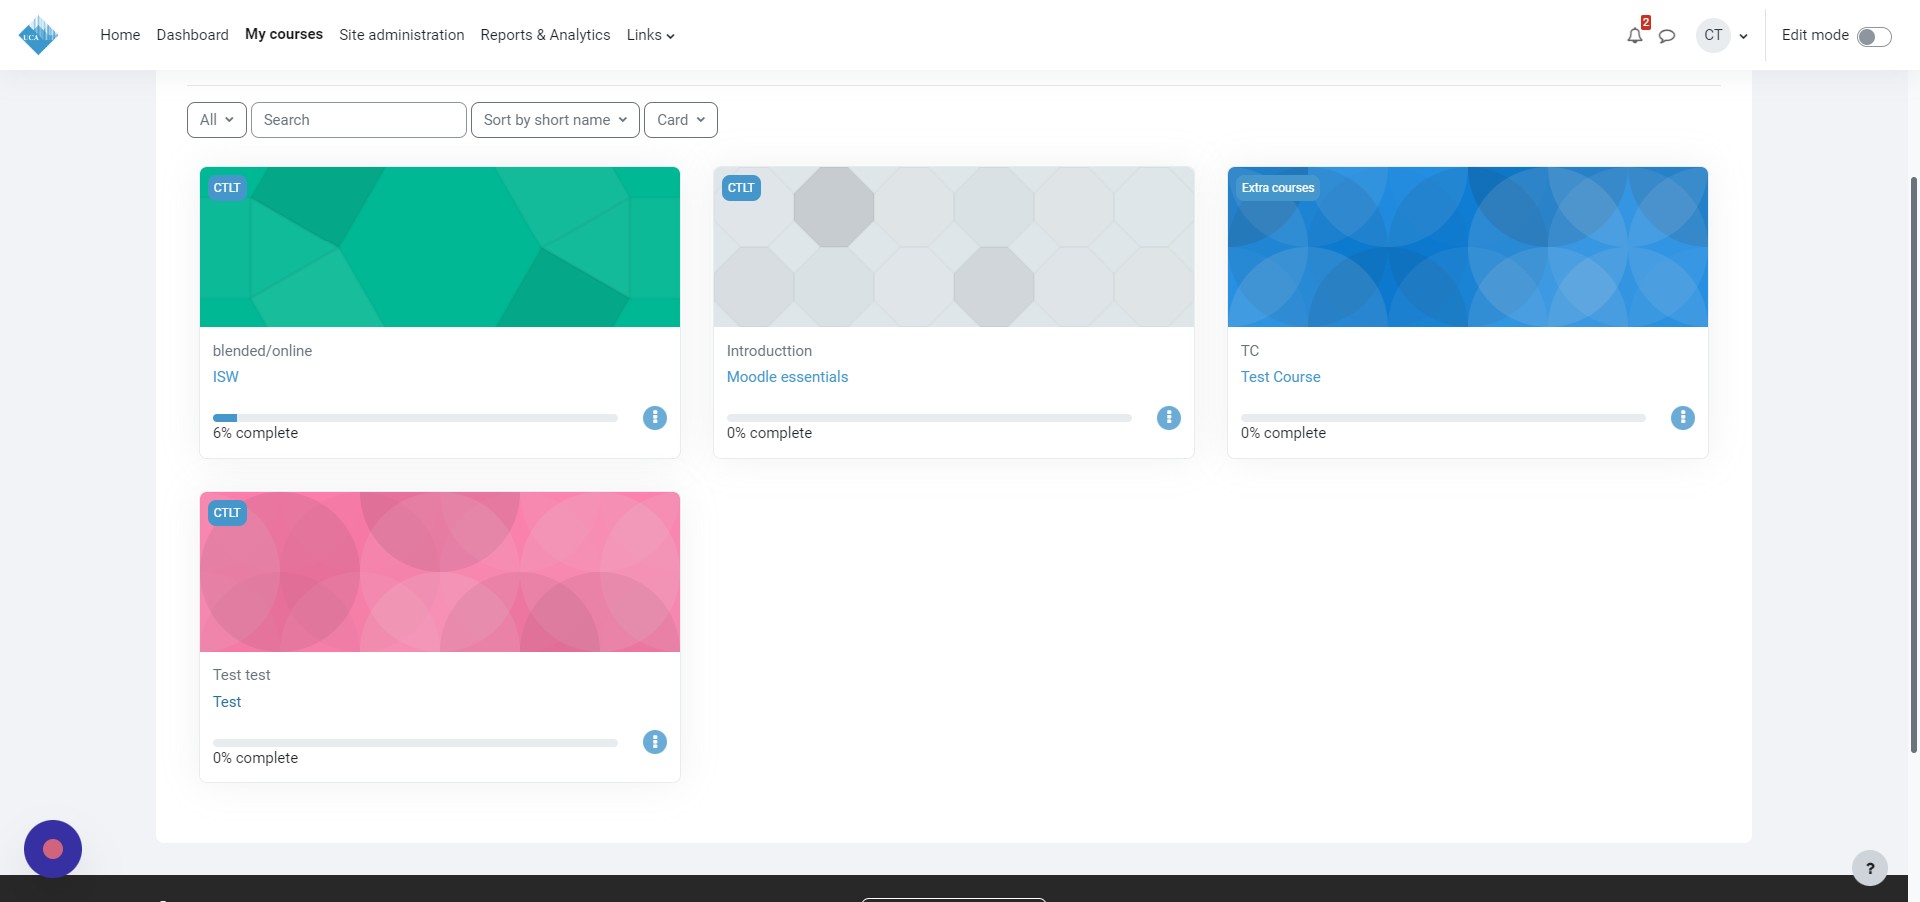 UCA
Home Dashboard My courses Site administration Reports & Analytics Links
2
CT
Edit mode
All
Search
Sort by short name
Card
CTLT
CTLT
Extra courses
blended/online
ISW
6% complete
Introducttion
Moodle essentials
0% complete
TC
Test Course
0% complete
CTLT
Test test
Test
0% complete
?